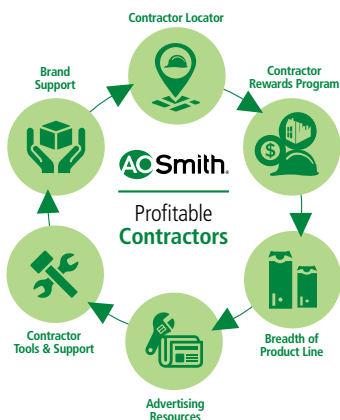 Contractor Locator
Brand
Support
Contractor
Rewards Program
$
AO Smith.
Profitable
Contractors
Contractor
Tools & Support
Breadth of
Product Line
Advertising
Resources